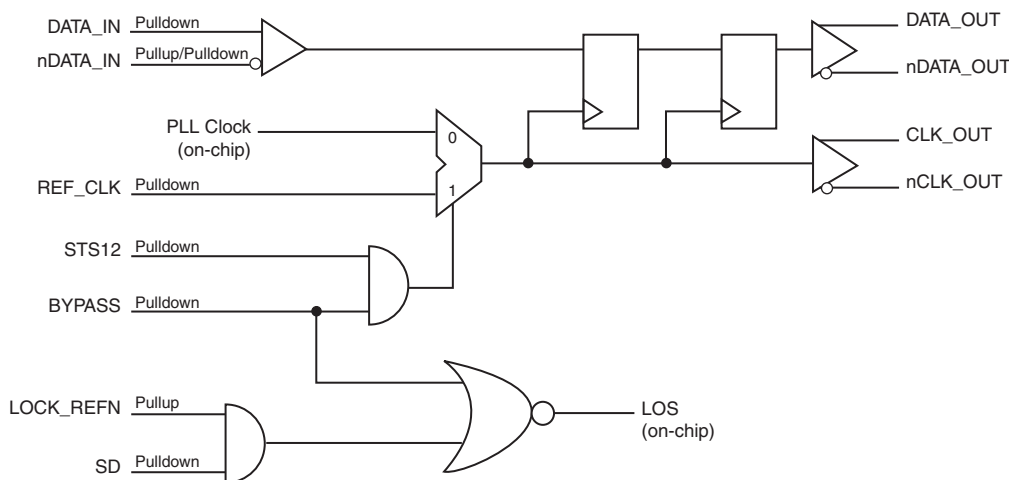 DATA_IN Pulldown
nDATA_IN Pullup/Pulldown
DATA_OUT
nDATA_OUT
PLL Clock
(on-chip)
0
CLK_OUT
REF_CLK Pulldown
1
nCLK_OUT
STS12 Pulldown
BYPASS Pulldown
LOCK_REFN Pullup
LOS
(on-chip)
SD Pulldown